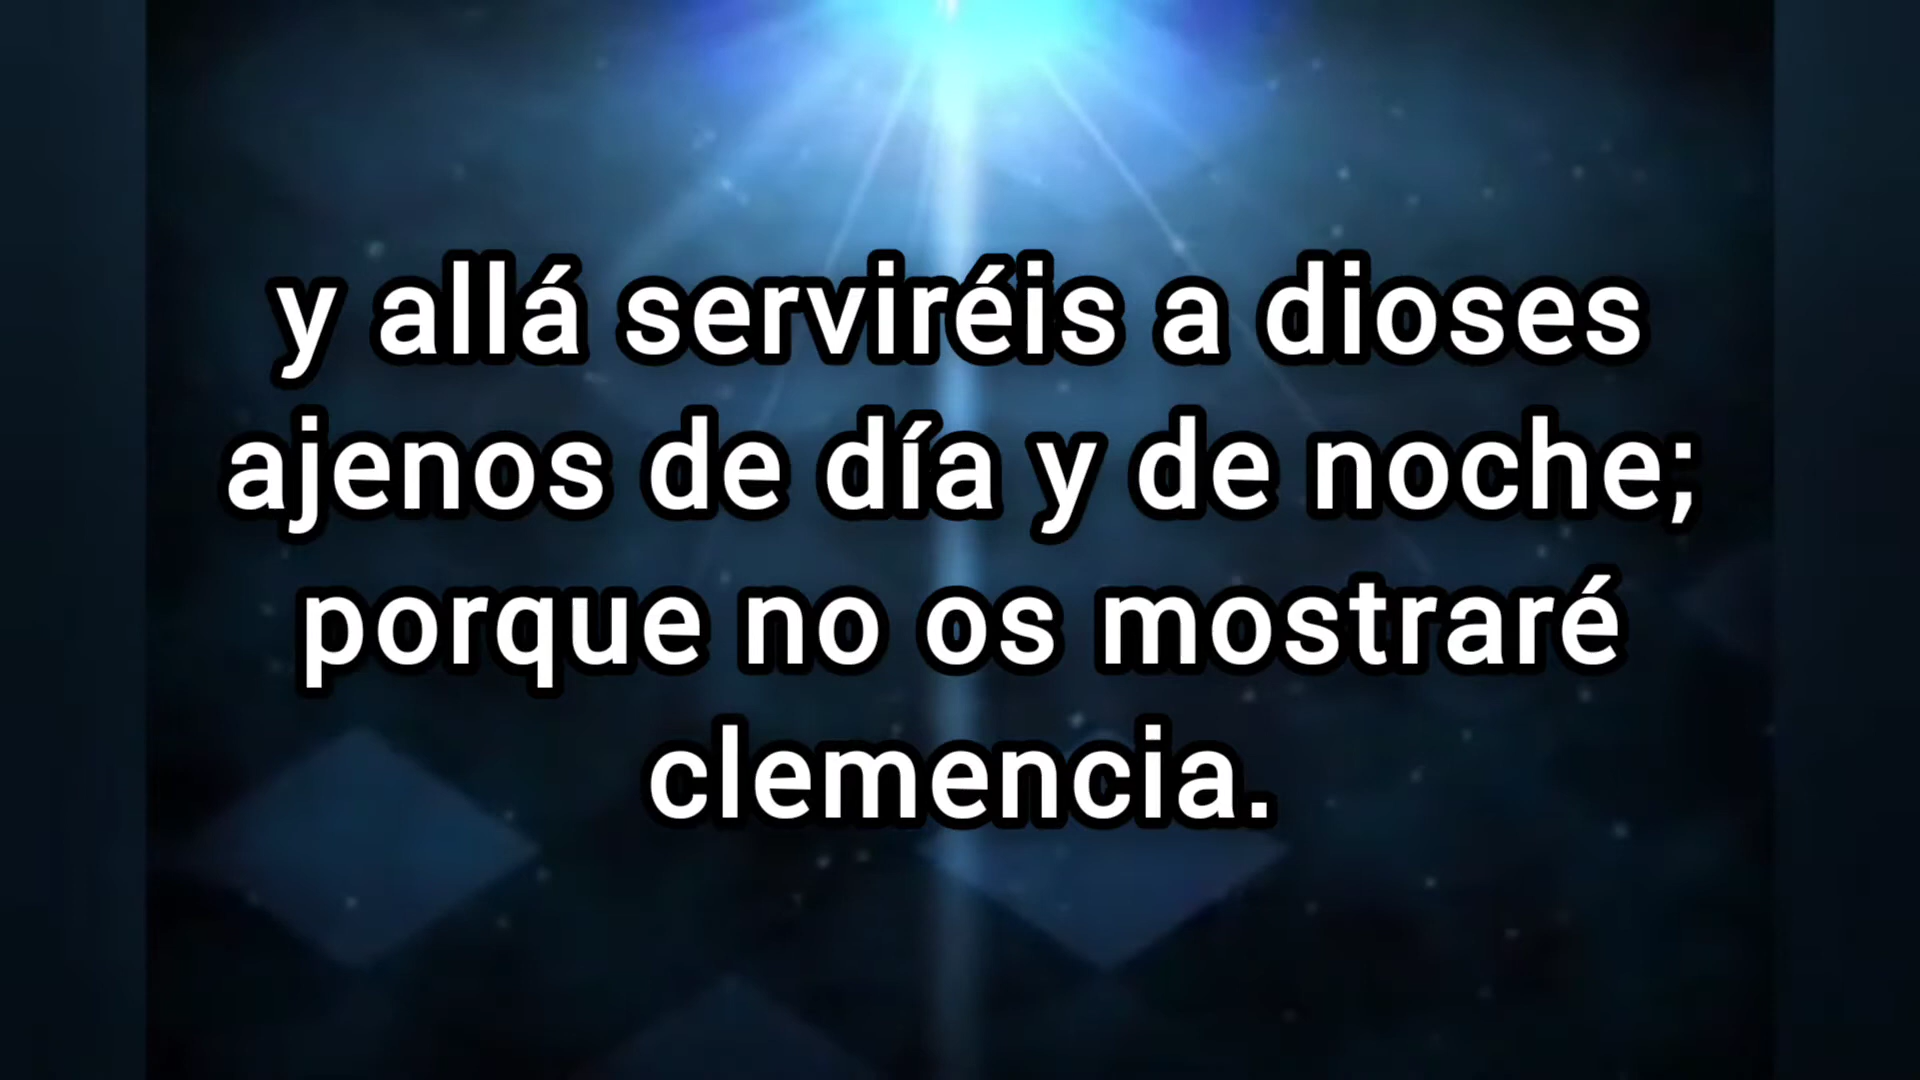 y allá serviréis a dioses
ajenos de día y de noche;
porque no os mostraré
clemencia.